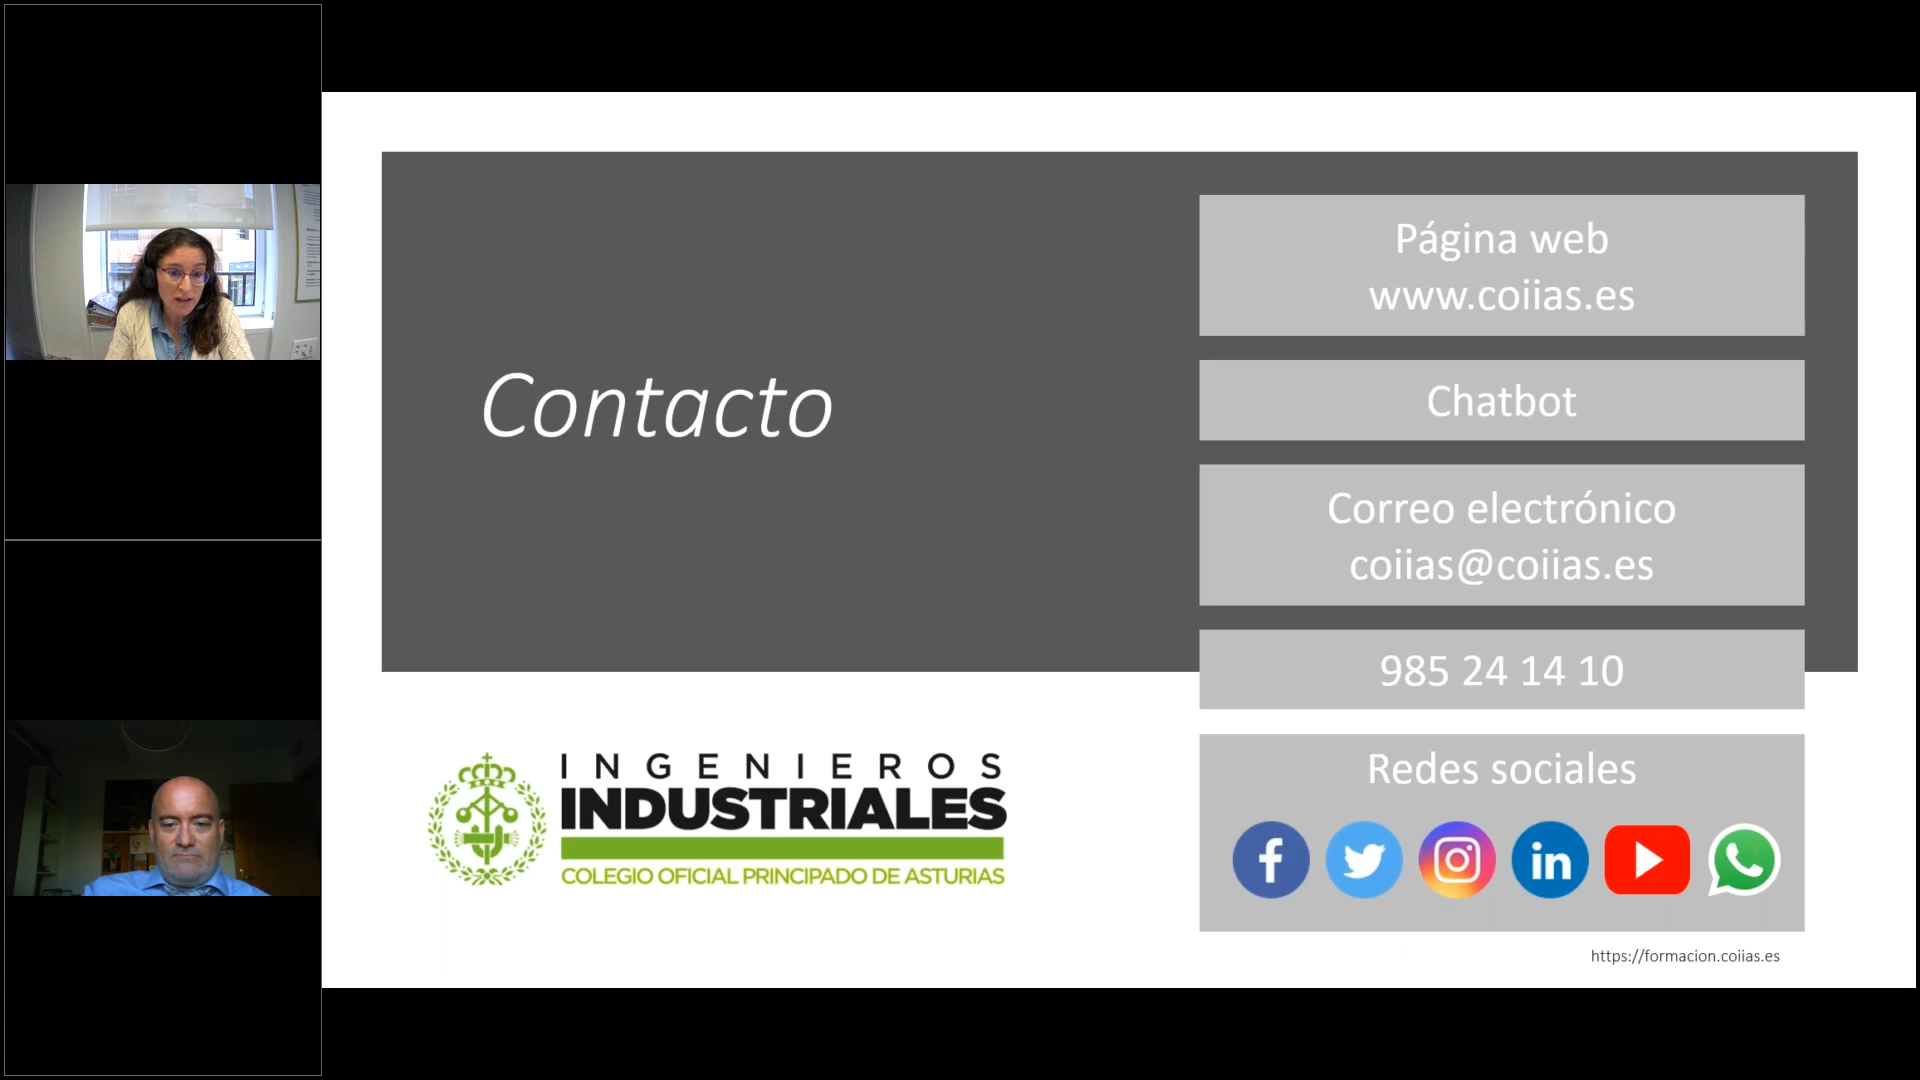 Contacto
Página web
www.coiias.es
Chatbot
Correo electrónico
coiias@coiias.es
985 24 14 10
Redes sociales
INGENIEROS
INDUSTRIALES
COLEGIO OFICIAL PRINCIPADO DE ASTURIAS
https://formacion.coiias.es